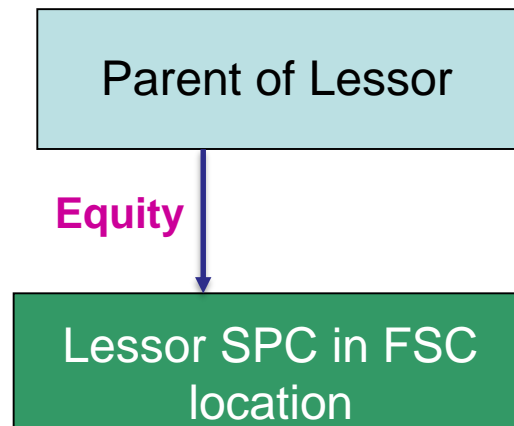 Parent of Lessor
Equity
Lessor SPC in FSC
location